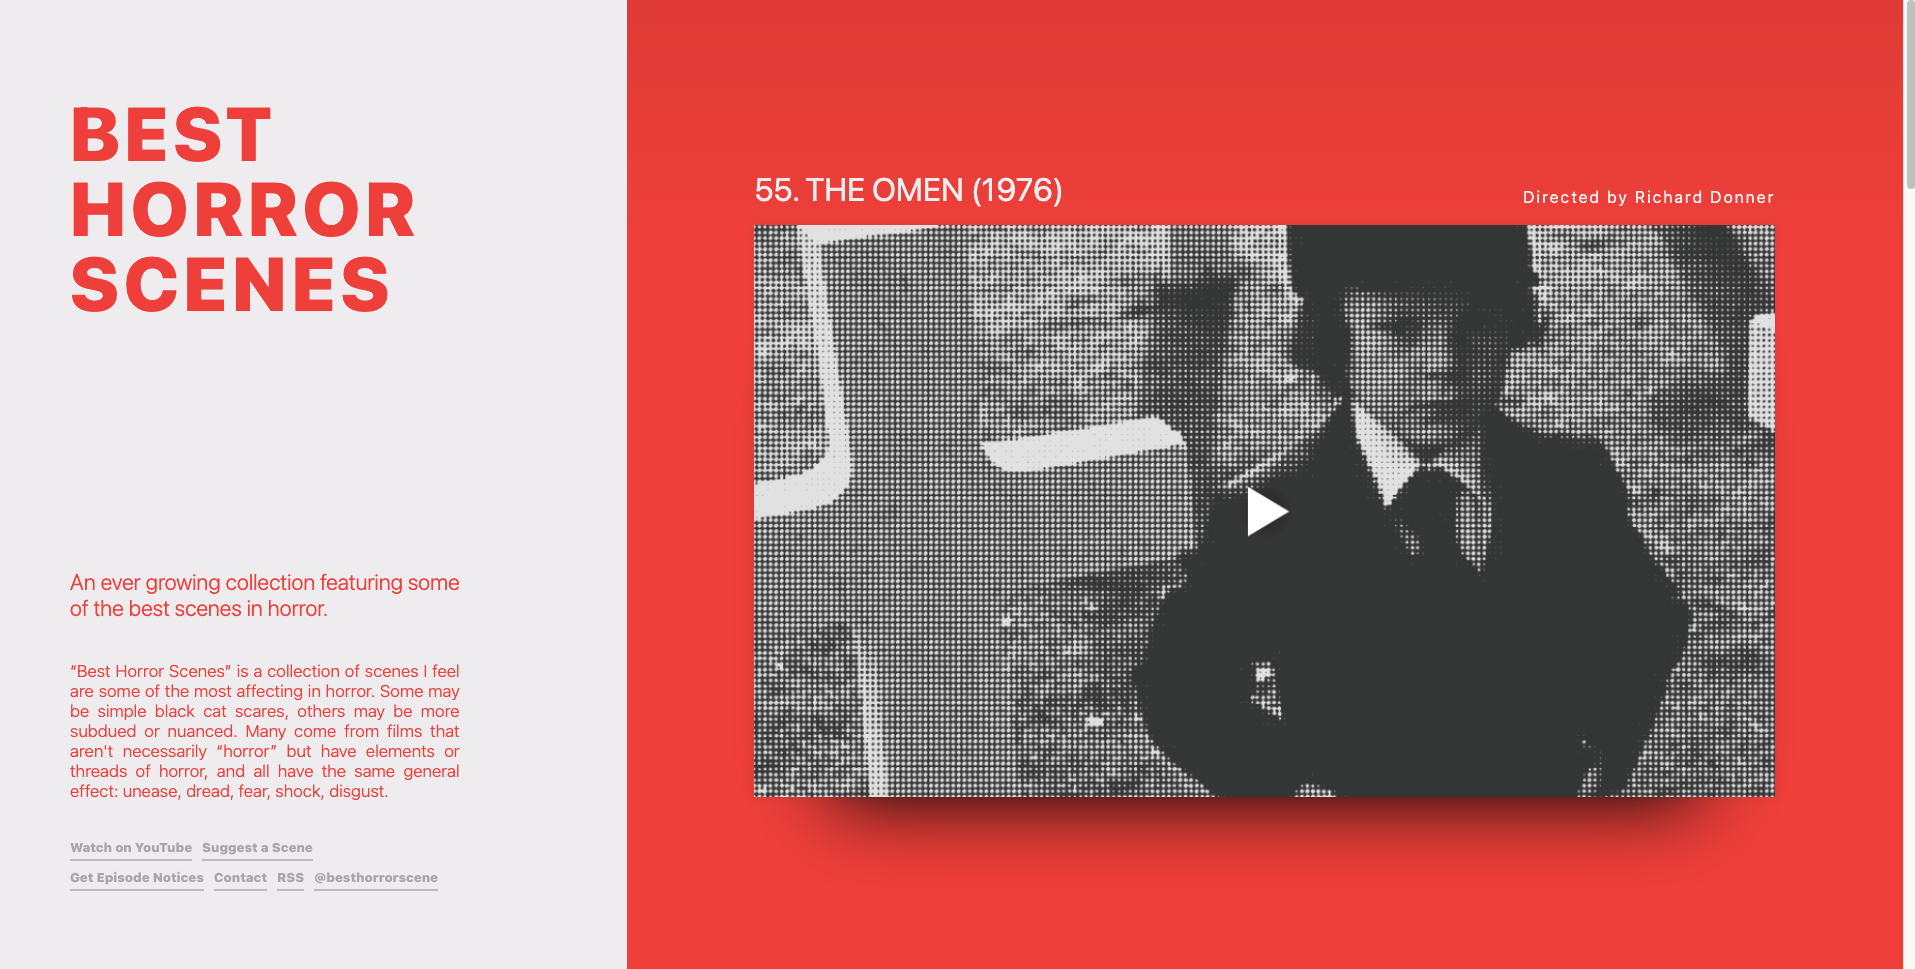 BEST
HORROR
SCENES
An ever growing collection featuring some
of the best scenes in horror.
“Best Horror Scenes” is a collection of scenes I feel
are some of the most affecting in horror. Some may
be simple black cat scares, others may be more
subdued or nuanced. Many come from films that
aren't necessarily “horror” but have elements or
threads of horror, and all have the same general
effect: unease, dread, fear, shock, disgust.
Watch on YouTube Suggest a Scene
Get Episode Notices Contact RSS @besthorrorscene
55. THE OMEN (1976)
Directed by Richard Donner